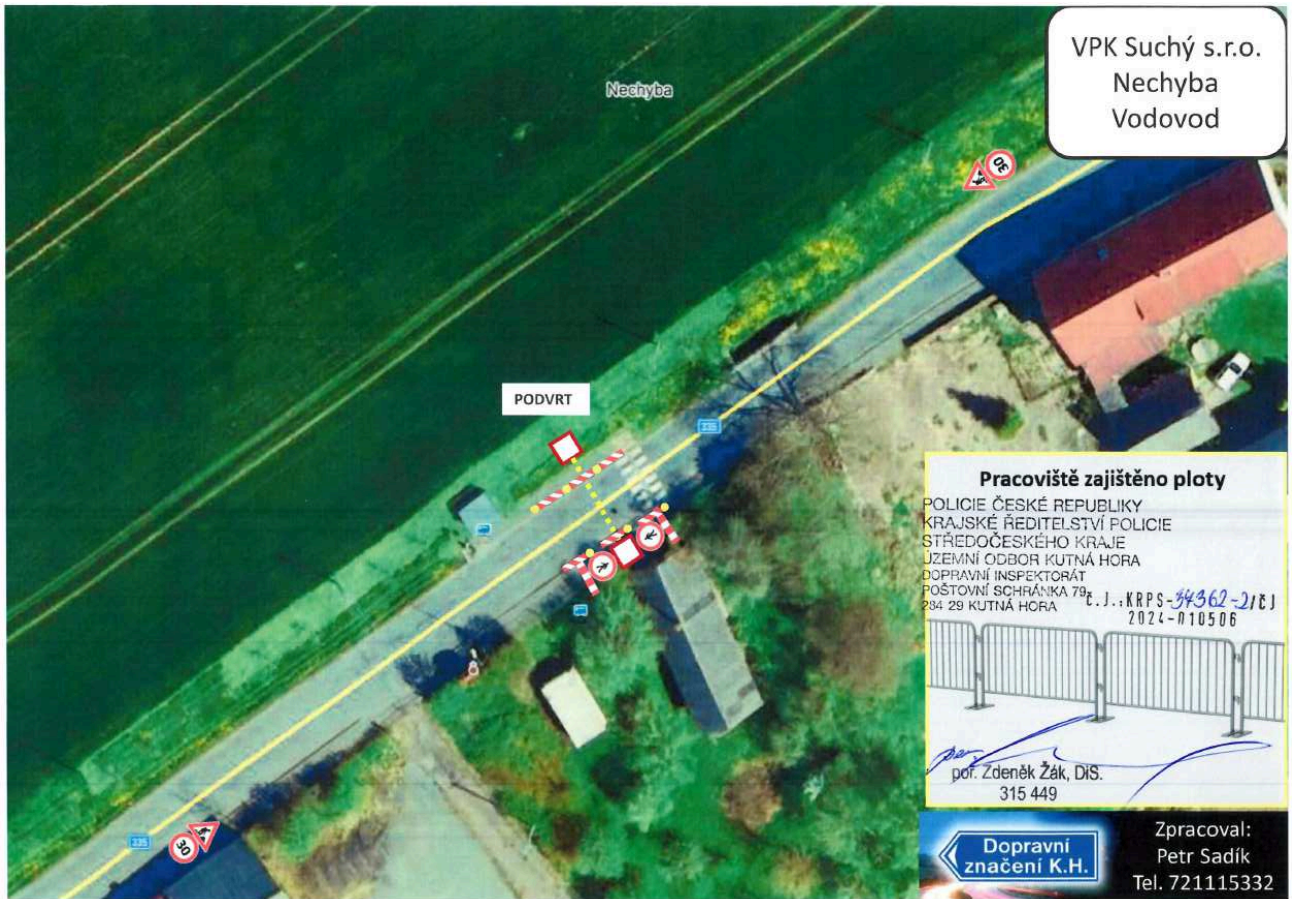 VPK Suchý s.r.o.
Nechyba
Vodovod
Nechyba
30
PODVRT
335
Pracoviště zajištěno ploty
POLICIE ČESKÉ REPUBLIKY
KRAJSKÉ ŘEDITELSTVÍ POLICIE
STŘEDOČESKÉHO KRAJE
ÚZEMNÍ ODBOR KUTNÁ HORA
DOPRAVNÍ INSPEKTORÁT
POŠTOVNÍ SCHRÁNKA 79
284 29 KUTNÁ HORA
č.J.:KRPS-34362-2/ČJ
2024-010506
por. Zdeněk Žák, DiS.
315 449
335
30
Dopravní
značení K.H.
Zpracoval:
Petr Sadík
Tel. 721115332